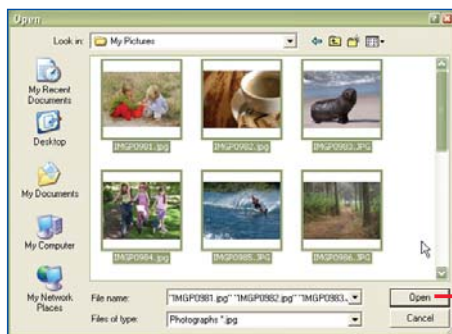 Open
Look in: My Pictures
My Recent
Documents
Desktop
My Documents
My Computer
My Network
Places
IMGP0981.jpg IMGP0982.jpg IMGP0983.JPG
IMGP0984.jpg IMGP0985.JPG IMGP0986.JPG
File name: "IMGP0981.jpg" "IMGP0982.jpg" "IMGP0983.
Open
Files of type: Photographs *.jpg
Cancel